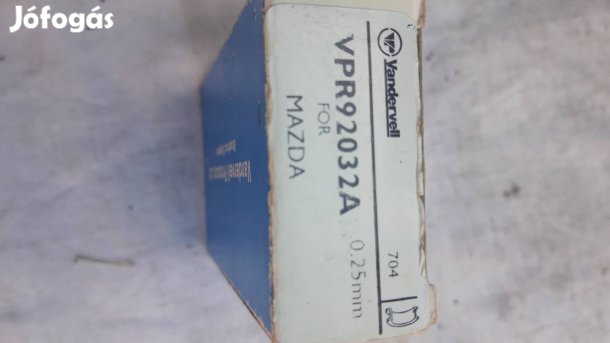 Jófogás
Vandervell
704
VPR92032A
0.25mm
FOR
MAZDA